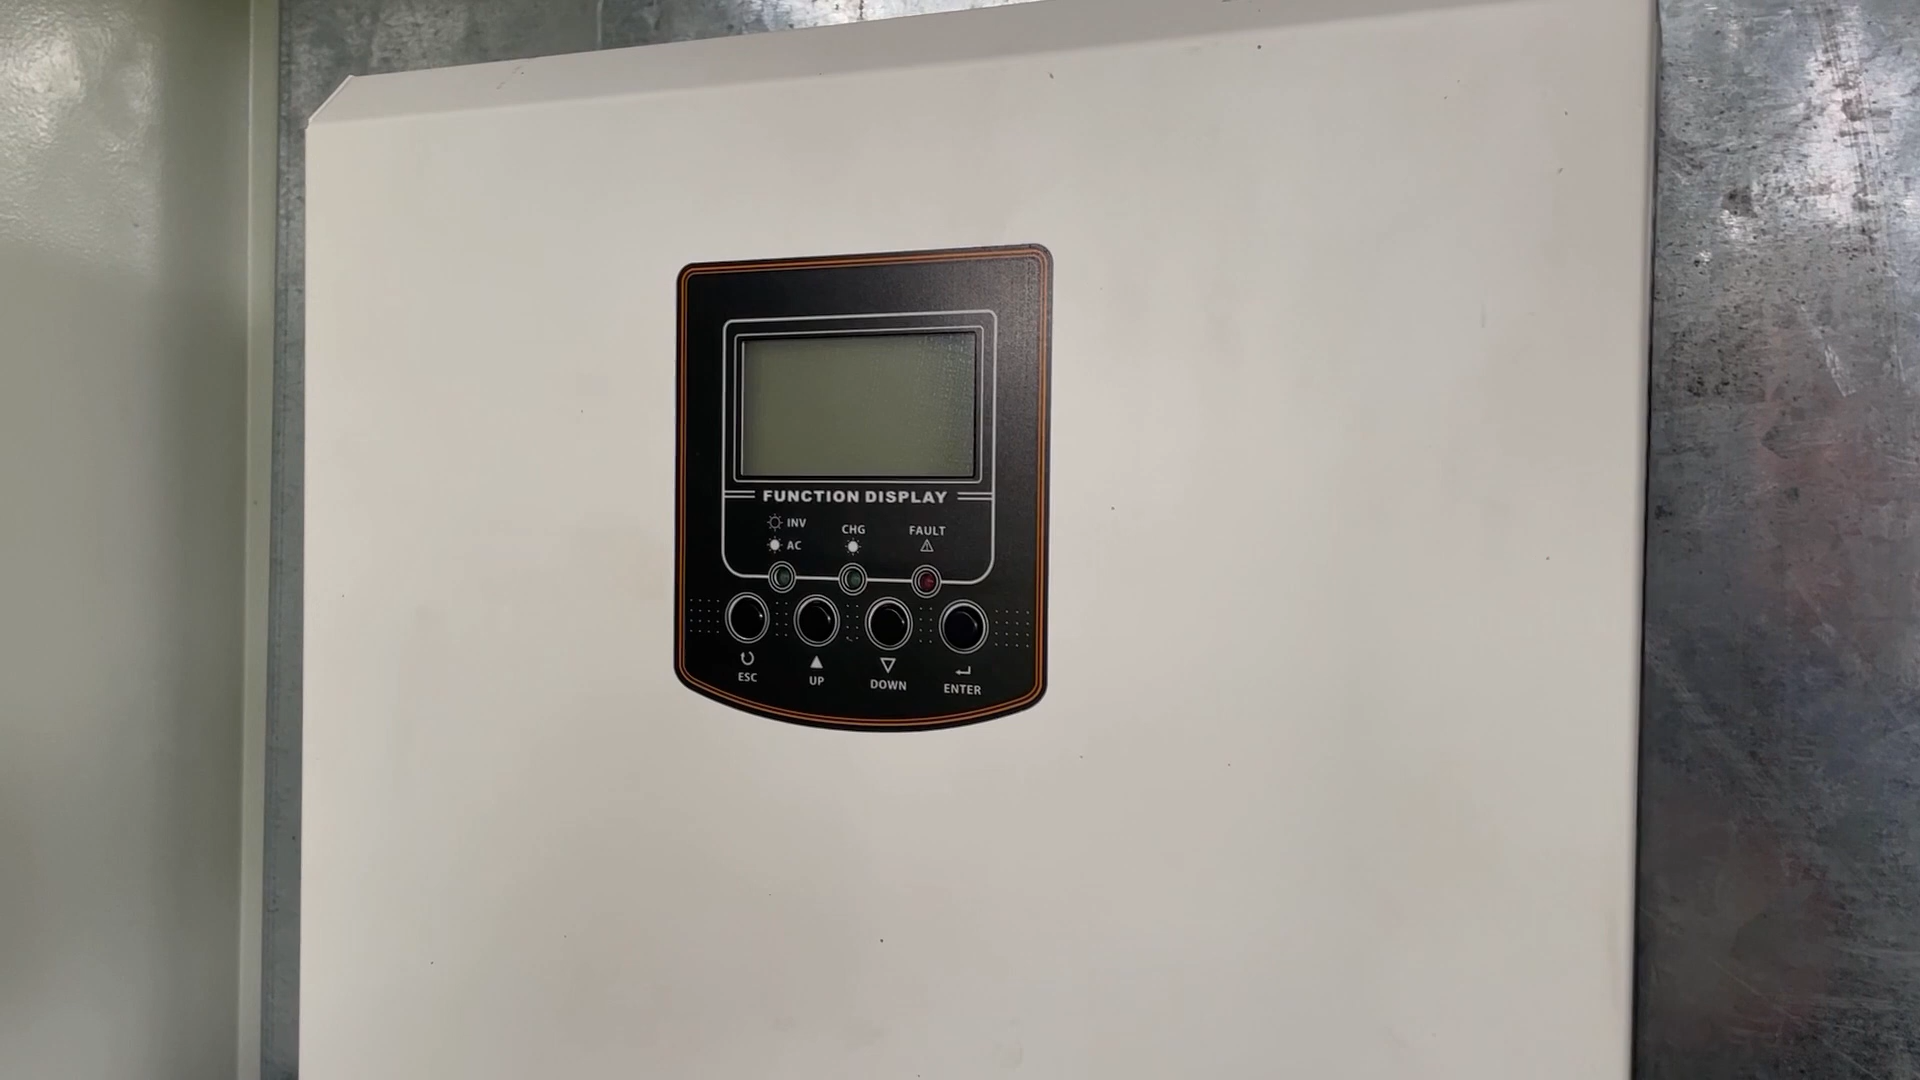 FUNCTION DISPLAY
INV
AC
CHG
FAULT
ESC
UP
DOWN
ENTER